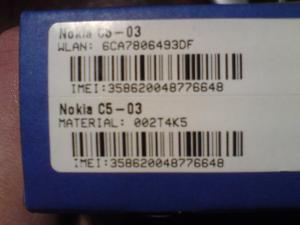 Nokia C5-03
WLAN: 6CA7806493DF
IMEI:358620048776648
Nokia C5-03
MATERIAL: 002T4K5
IMEI:358620048776648